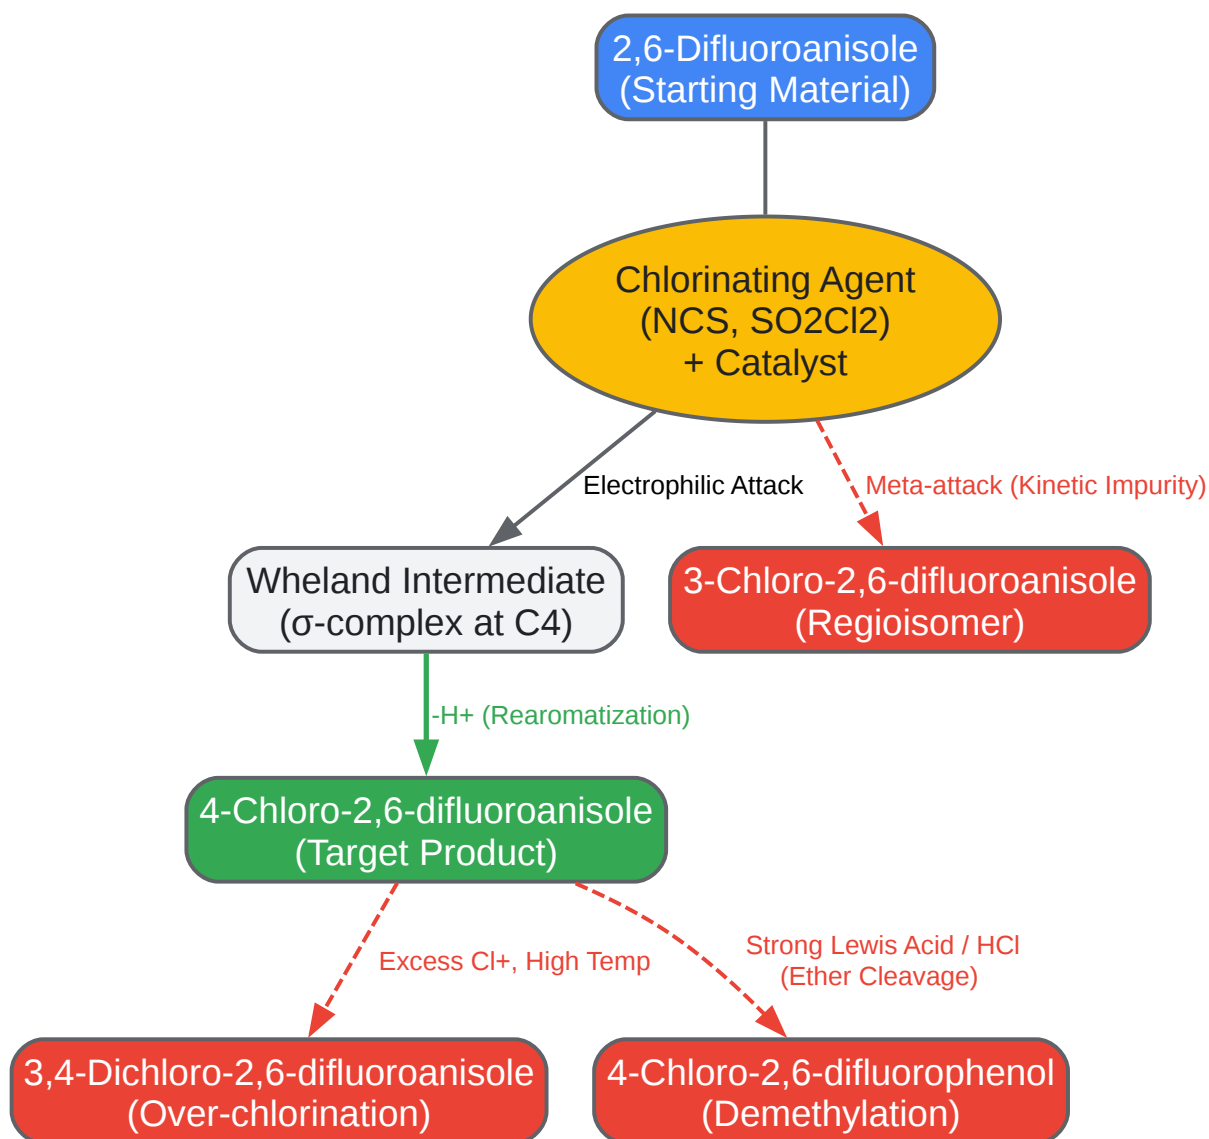 2,6-Difluoroanisole
(Starting Material)
Chlorinating Agent
(NCS, SO2Cl2)
+ Catalyst
Electrophilic Attack
Meta-attack (Kinetic Impurity)
Wheland Intermediate
(σ-complex at C4)
3-Chloro-2,6-difluoroanisole
(Regioisomer)
-H+ (Rearomatization)
4-Chloro-2,6-difluoroanisole
(Target Product)
Excess Cl+, High Temp
Strong Lewis Acid / HCl
(Ether Cleavage)
3,4-Dichloro-2,6-difluoroanisole
(Over-chlorination)
4-Chloro-2,6-difluorophenol
(Demethylation)